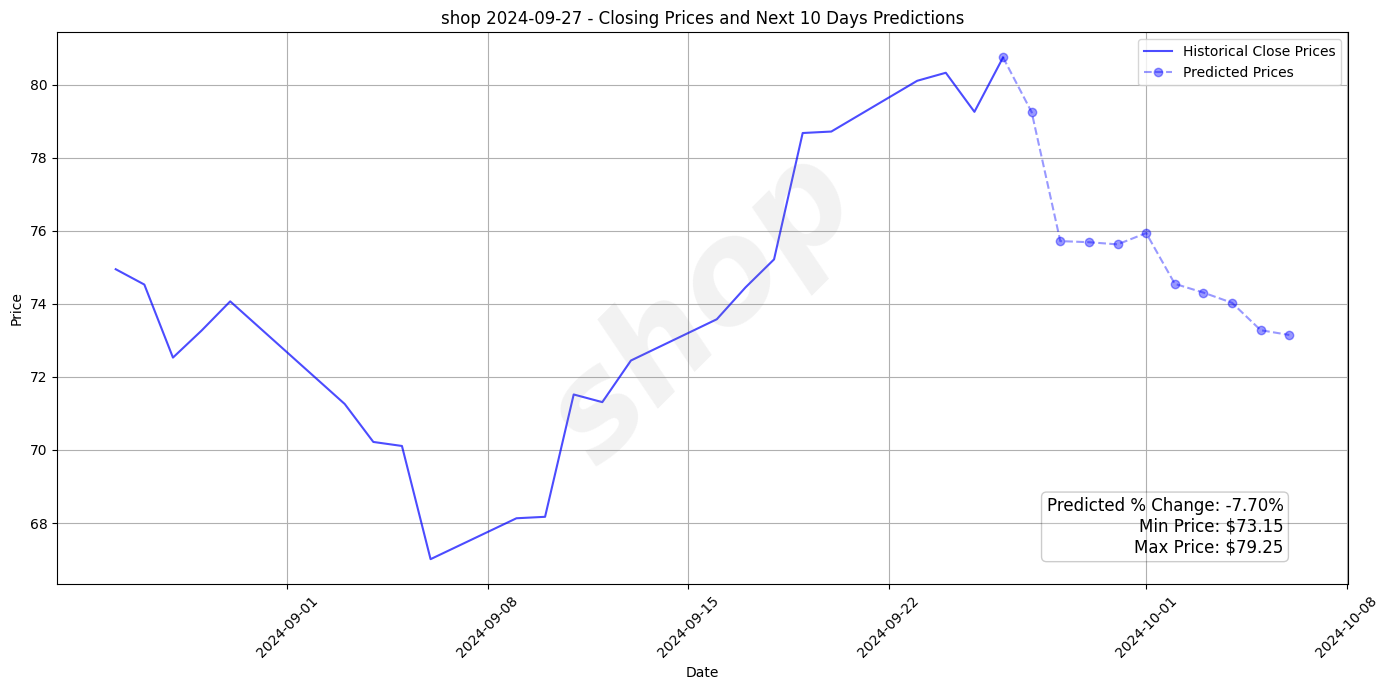 shop 2024-09-27 - Closing Prices and Next 10 Days Predictions
Historical Close Prices
Predicted Prices
Price
80
78
76
74
72
70
68
shop
Predicted % Change: -7.70%
Min Price: $73.15
Max Price: $79.25
2024-09-01
2024-09-08
2024-09-15
2024-09-22
2024-10-01
2024-10-08
Date